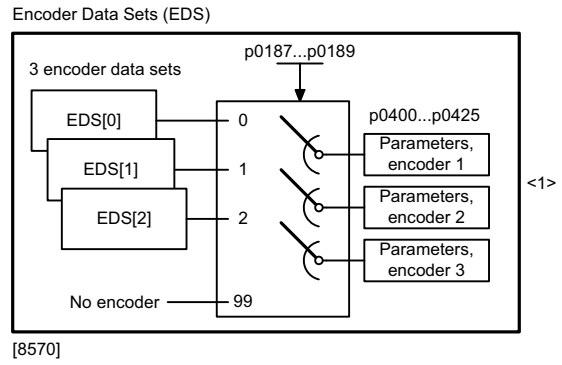 Encoder Data Sets (EDS)
p0187...p0189
3 encoder data sets
p0400...p0425
EDS[0]
0
Parameters,
encoder 1
EDS[1]
1
<1>
Parameters,
encoder 2
EDS[2]
2
Parameters,
encoder 3
No encoder
99
[8570]